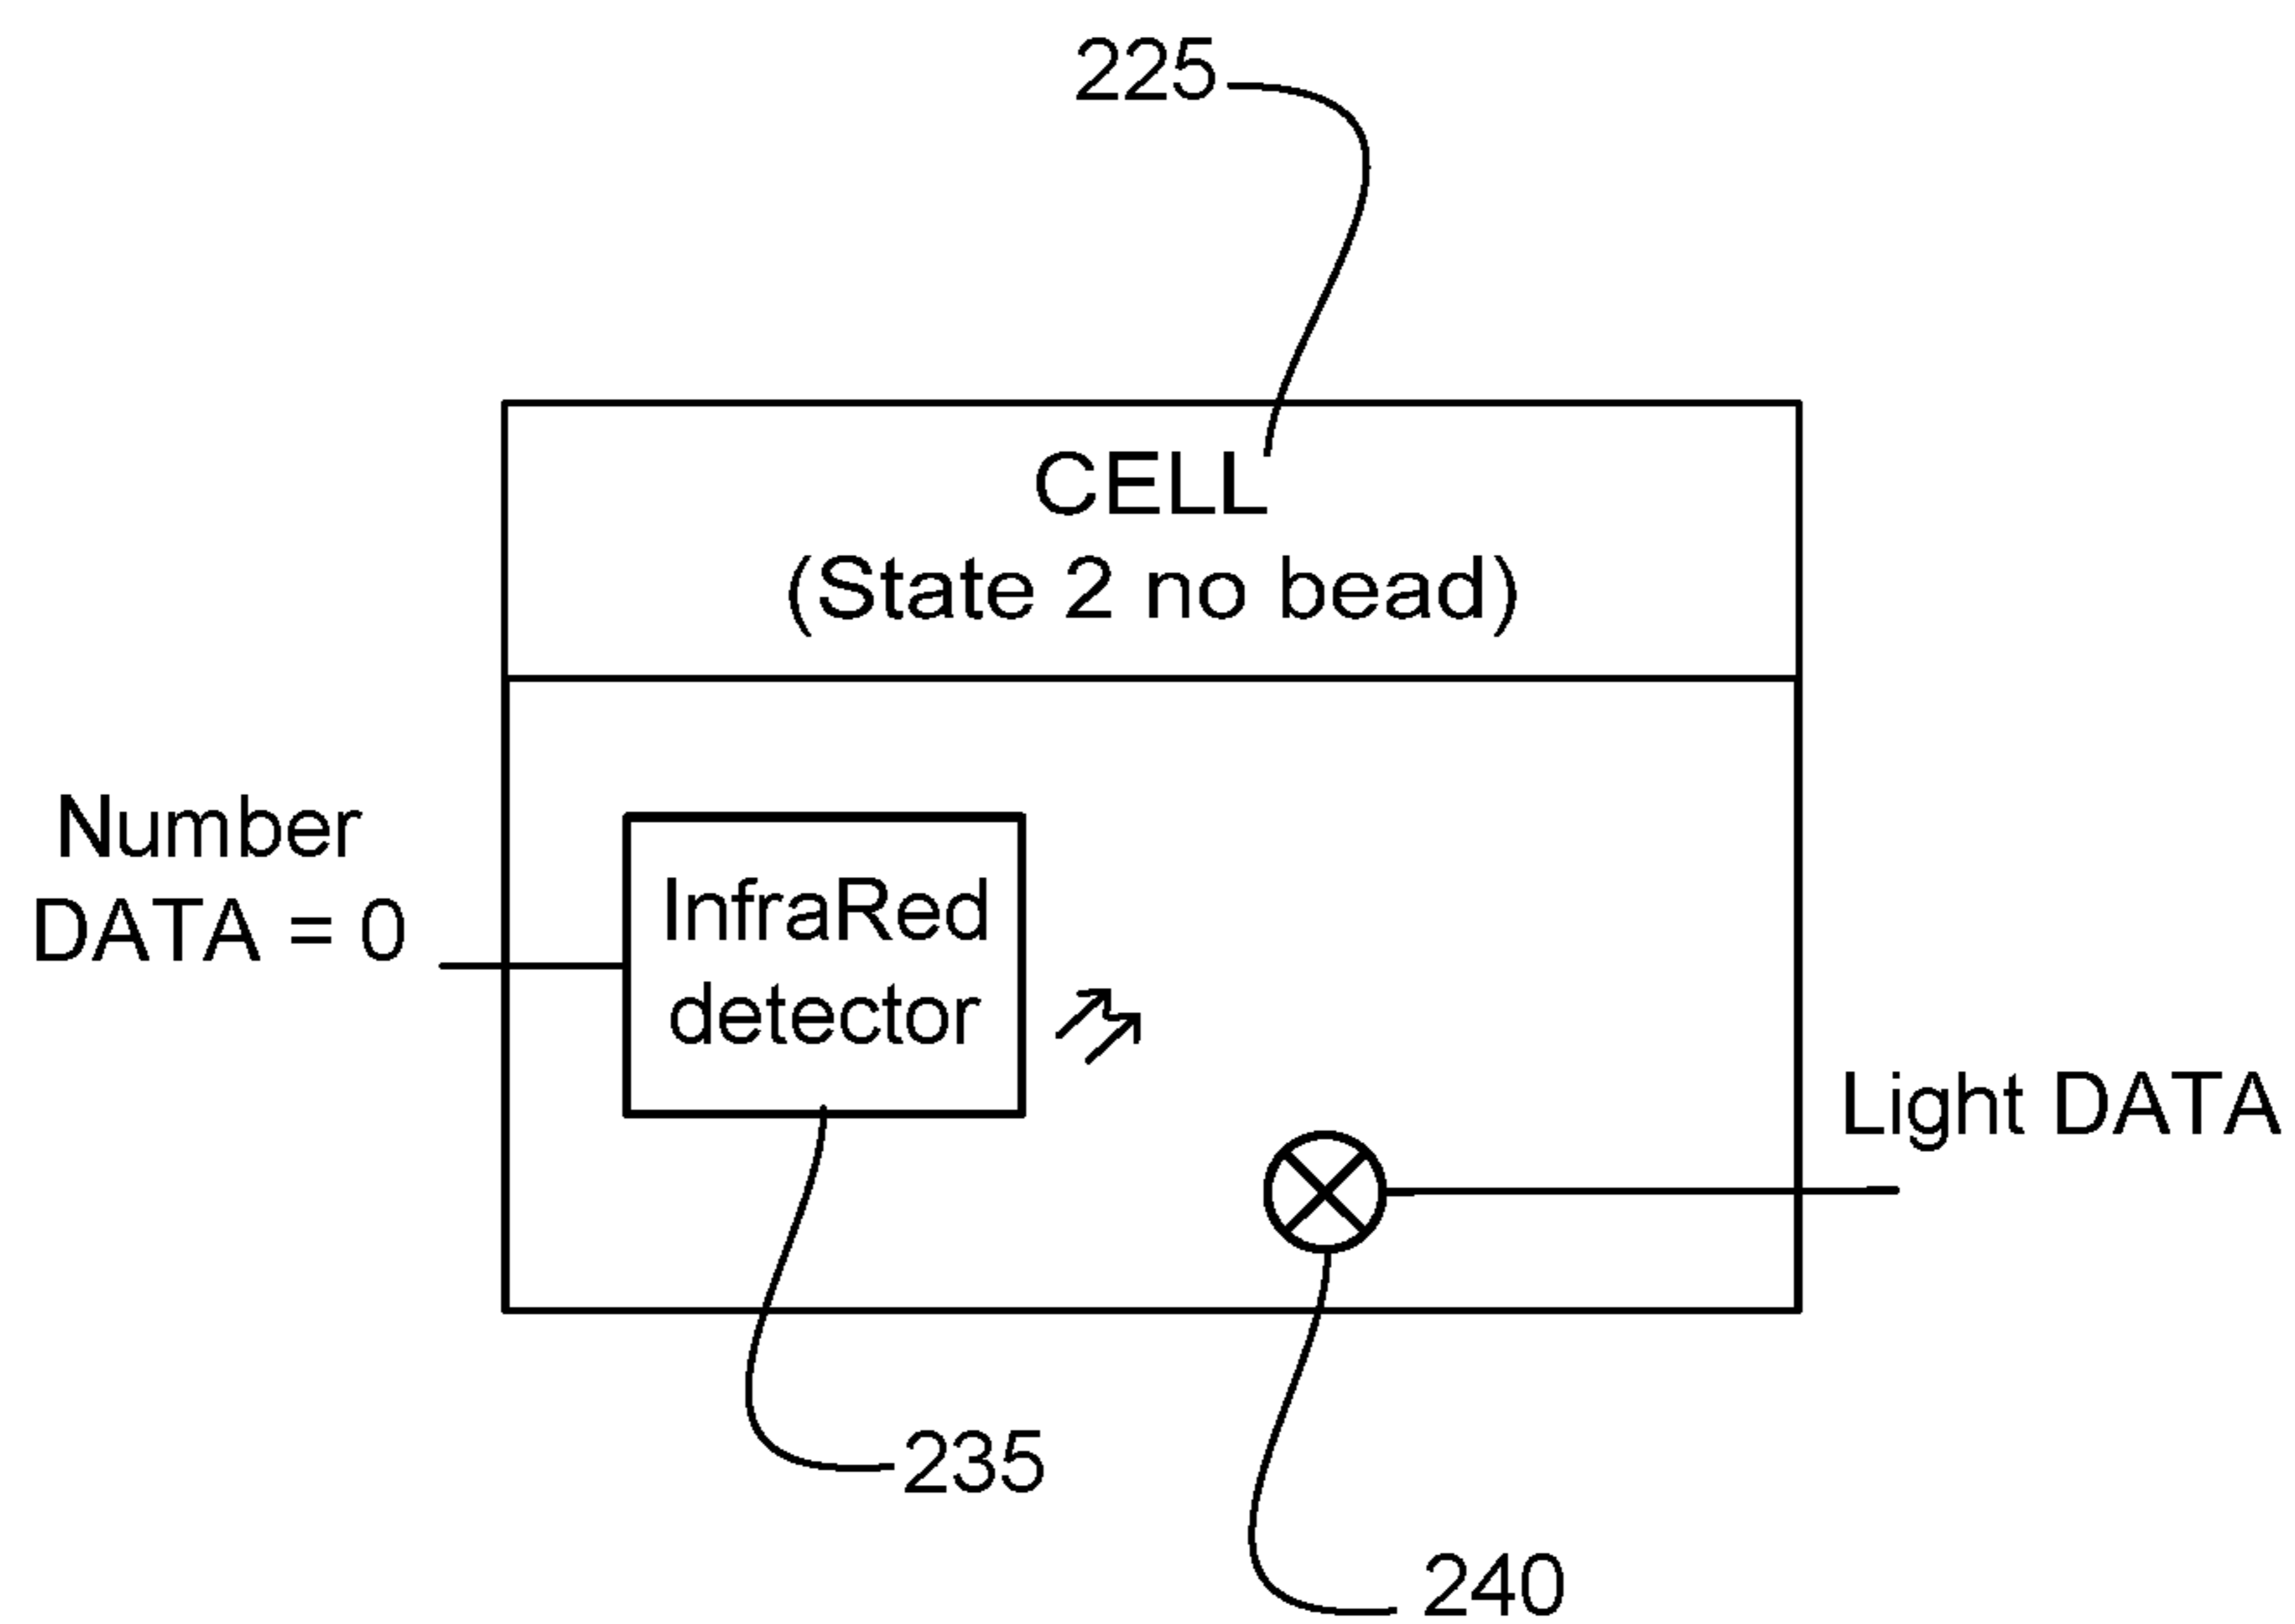 225
CELL
(State 2 no bead)
Number
DATA = 0
InfraRed
detector
Light DATA
235
240